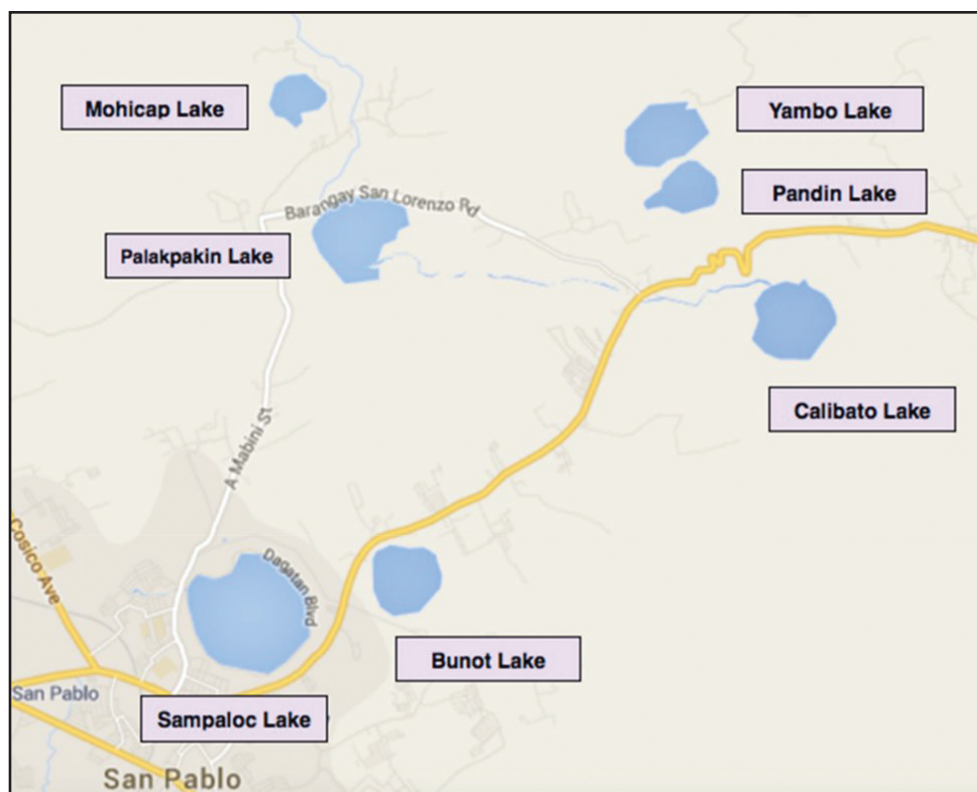 Mohicap Lake
Yambo Lake
Pandin Lake
Barangay San Lorenzo Rd
Palakpakin Lake
Calibato Lake
A Mabini St
Cosico Ave
Dagatan Blvd
Bunot Lake
San Pablo
Sampaloc Lake
San Pablo